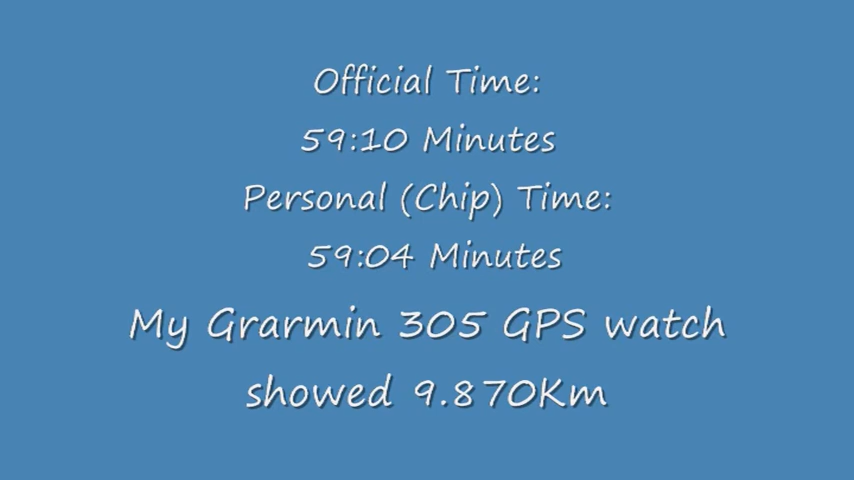 Official Time:
59:10 Minutes
Personal (Chip) Time:
59:04 Minutes
My Grarmin 305 GPS watch
showed 9.870Km